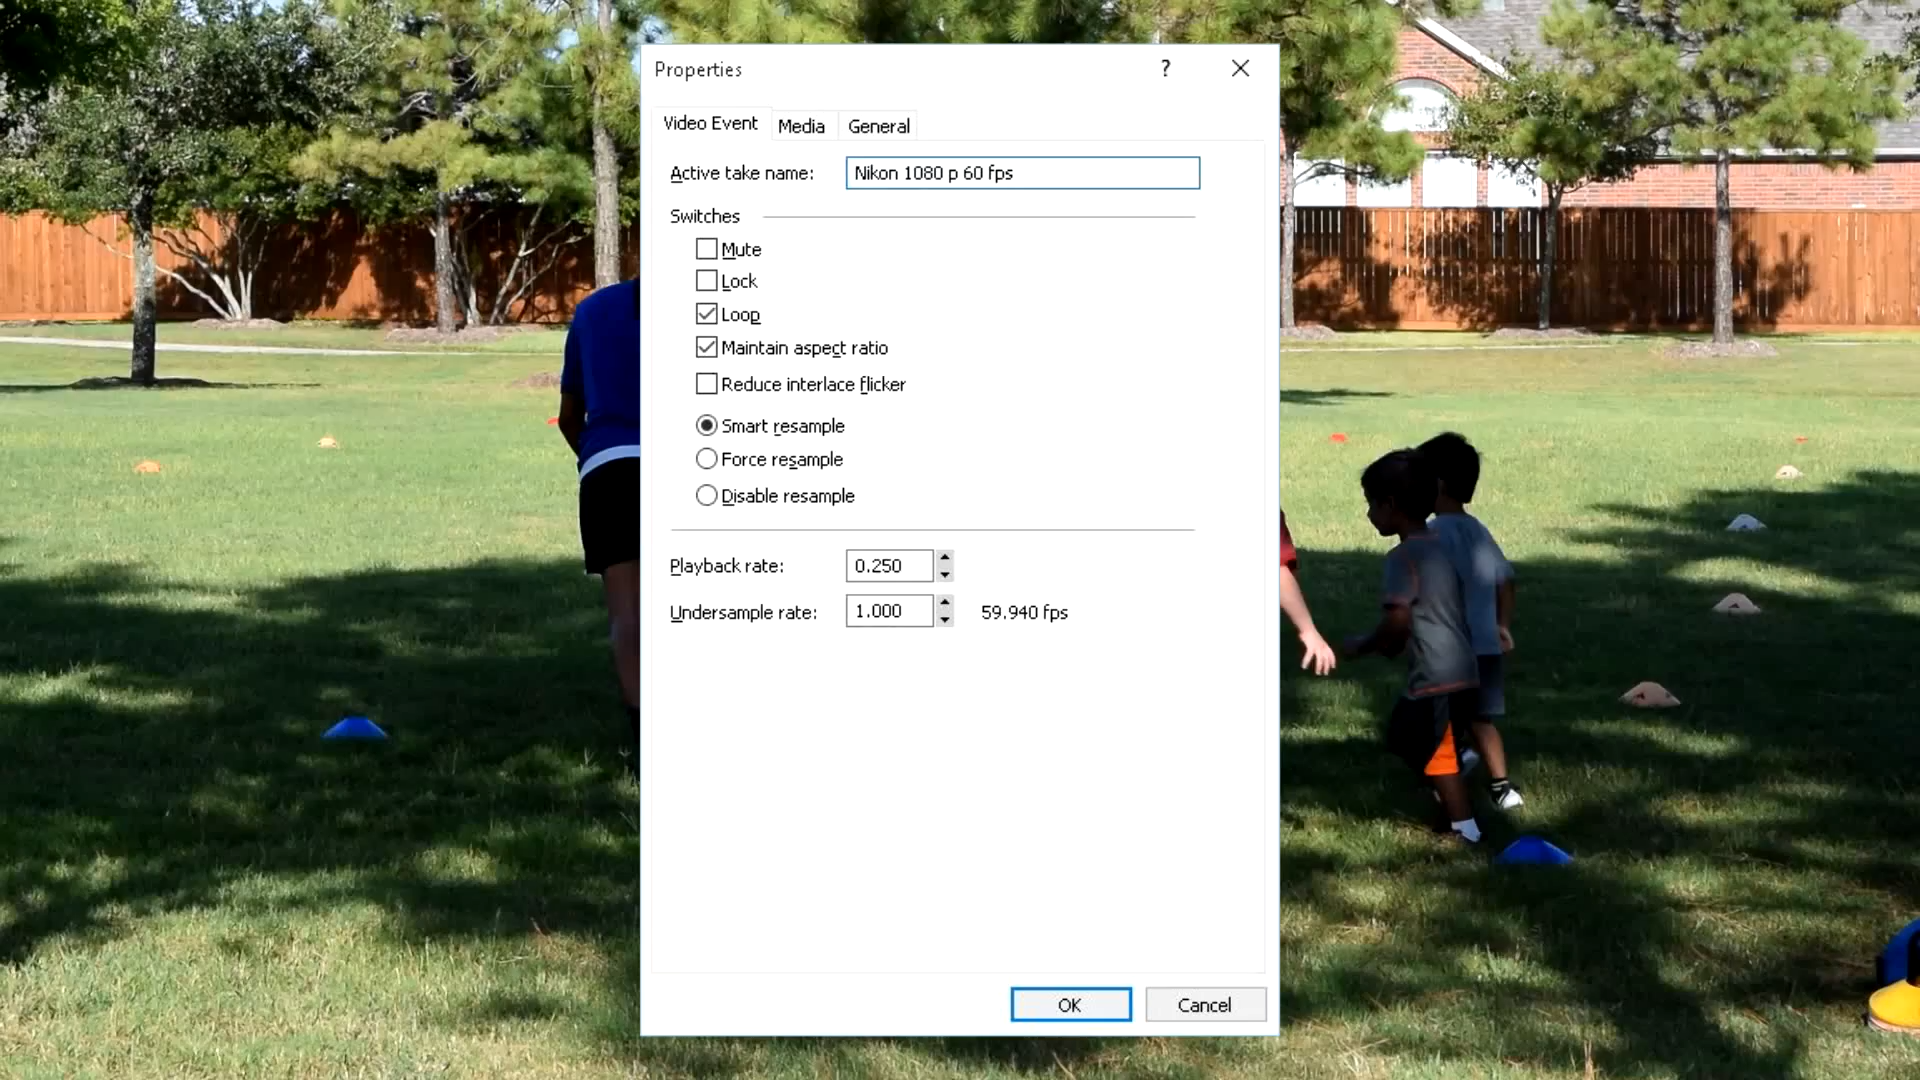 Properties ?
Video Event Media General
Active take name: Nikon 1080 p 60 fps
Switches
Mute
Lock
Loop
Maintain aspect ratio
Reduce interlace flicker
Smart resample
Force resample
Disable resample
Playback rate: 0.250
Undersample rate: 1.000 59.940 fps
OK Cancel